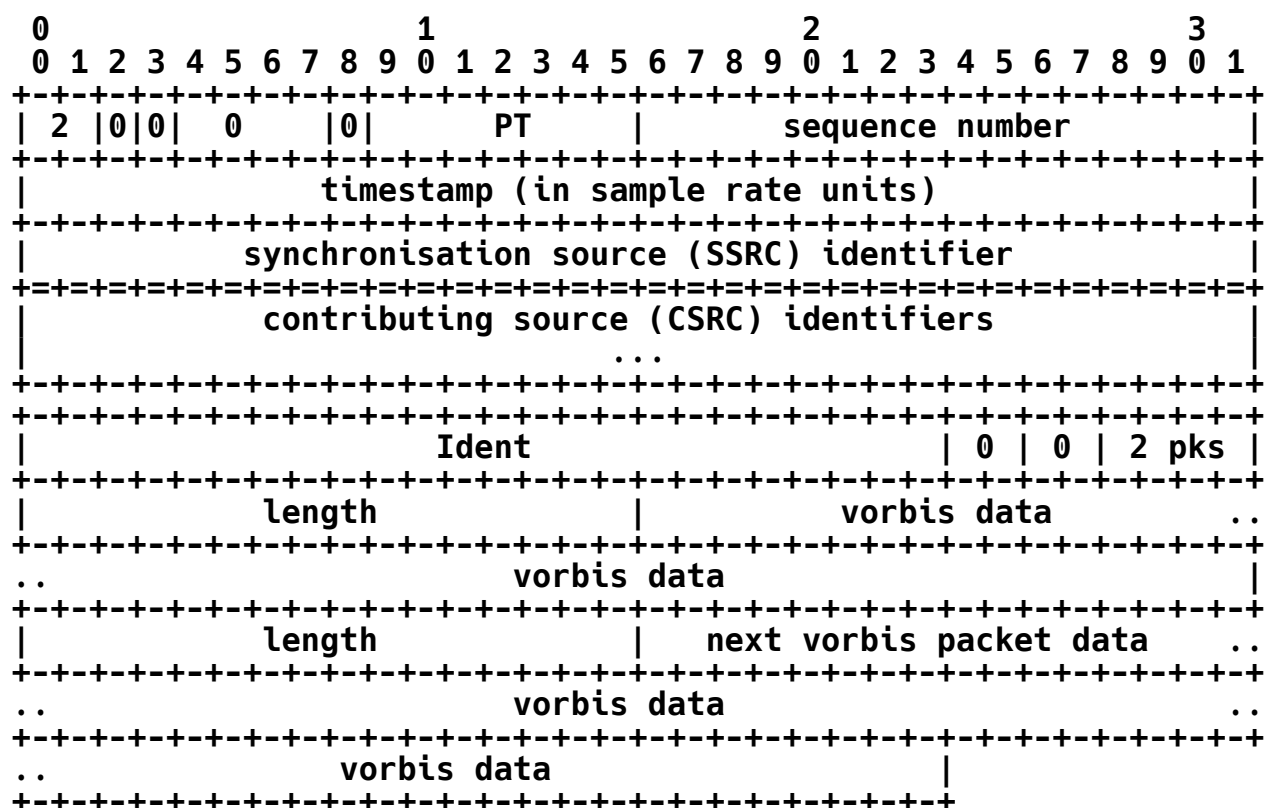 0                   1                   2                   3
 0 1 2 3 4 5 6 7 8 9 0 1 2 3 4 5 6 7 8 9 0 1 2 3 4 5 6 7 8 9 0 1
+-+-+-+-+-+-+-+-+-+-+-+-+-+-+-+-+-+-+-+-+-+-+-+-+-+-+-+-+-+-+-+-+
| 2 |0|0|  0    |0|      PT     |       sequence number         |
+-+-+-+-+-+-+-+-+-+-+-+-+-+-+-+-+-+-+-+-+-+-+-+-+-+-+-+-+-+-+-+-+
|               timestamp (in sample rate units)                |
+-+-+-+-+-+-+-+-+-+-+-+-+-+-+-+-+-+-+-+-+-+-+-+-+-+-+-+-+-+-+-+-+
|           synchronisation source (SSRC) identifier            |
+=+=+=+=+=+=+=+=+=+=+=+=+=+=+=+=+=+=+=+=+=+=+=+=+=+=+=+=+=+=+=+=+
|            contributing source (CSRC) identifiers             |
|                              ...                              |
+-+-+-+-+-+-+-+-+-+-+-+-+-+-+-+-+-+-+-+-+-+-+-+-+-+-+-+-+-+-+-+-+
+-+-+-+-+-+-+-+-+-+-+-+-+-+-+-+-+-+-+-+-+-+-+-+-+-+-+-+-+-+-+-+-+
|                     Ident                     | 0 | 0 | 2 pks |
+-+-+-+-+-+-+-+-+-+-+-+-+-+-+-+-+-+-+-+-+-+-+-+-+-+-+-+-+-+-+-+-+
|            length             |          vorbis data         ..
+-+-+-+-+-+-+-+-+-+-+-+-+-+-+-+-+-+-+-+-+-+-+-+-+-+-+-+-+-+-+-+-+
..                        vorbis data                           |
+-+-+-+-+-+-+-+-+-+-+-+-+-+-+-+-+-+-+-+-+-+-+-+-+-+-+-+-+-+-+-+-+
|            length             |   next vorbis packet data    ..
+-+-+-+-+-+-+-+-+-+-+-+-+-+-+-+-+-+-+-+-+-+-+-+-+-+-+-+-+-+-+-+-+
..                        vorbis data                          ..
+-+-+-+-+-+-+-+-+-+-+-+-+-+-+-+-+-+-+-+-+-+-+-+-+-+-+-+-+-+-+-+-+
..               vorbis data                    |
+-+-+-+-+-+-+-+-+-+-+-+-+-+-+-+-+-+-+-+-+-+-+-+-+